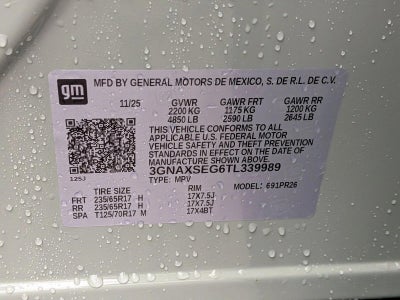 gm MFD BY GENERAL MOTORS DE MEXICO, S. DE R.L. DE C.V.
11/25 GVWR GAWR FRT GAWR RR
2200 KG 1175 KG 1200 KG
4850 LB 2590 LB 2645 LB
THIS VEHICLE CONFORMS TO ALL
APPLICABLE U.S. FEDERAL MOTOR
VEHICLE SAFETY AND THEFT PREVENTION
STANDARDS IN EFFECT ON THE DATE OF
MANUFACTURE SHOWN ABOVE.
3GNAXSEG6TL339989
125J TYPE: MPV MODEL: 691PR26
TIRE SIZE RIM
FRT 235/65R17 H 17X7.5J
RR 235/65R17 H 17X7.5J
SPA T125/70R17 M 17X4BT